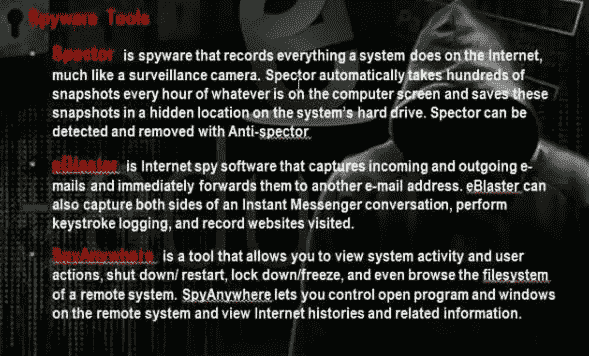 Spyware Tools
• Spector is spyware that records everything a system does on the Internet,
much like a surveillance camera. Spector automatically takes hundreds of
snapshots every hour of whatever is on the computer screen and saves these
snapshots in a hidden location on the system's hard drive. Spector can be
detected and removed with Anti-spector
• eBlaster is Internet spy software that captures incoming and outgoing e-
mails and immediately forwards them to another e-mail address. eBlaster can
also capture both sides of an Instant Messenger conversation, perform
keystroke logging, and record websites visited.
• SpyAnywhere is a tool that allows you to view system activity and user
actions, shut down/ restart, lock down/freeze, and even browse the filesystem
of a remote system. SpyAnywhere lets you control open program and windows
on the remote system and view Internet histories and related information.